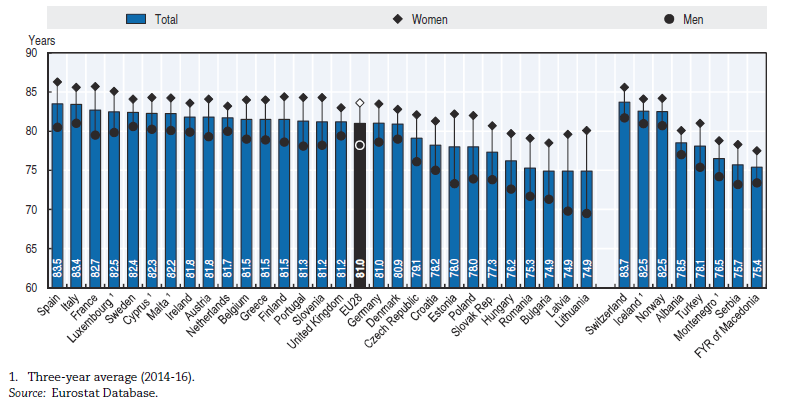 Total Women Men
Years
90
85
80
75
70
65
60
83.5 83.4 82.7 82.5 82.4 82.3 82.2 81.8 81.8 81.7 81.5 81.5 81.5 81.3 81.2 81.2 81.0 81.0 80.9 79.1 78.2 78.0 78.0 77.3 76.2 75.3 74.9 74.9 74.9 83.7 82.5 82.5 78.5 78.1 76.5 75.7 75.4
Spain Italy France Luxembourg Sweden Cyprus ¹ Malta ¹ Ireland Austria Netherlands Belgium Greece Finland Portugal Slovenia United Kingdom EU28 Germany Denmark Czech Republic Croatia Estonia Poland Slovak Rep. Hungary Romania Bulgaria Latvia Lithuania Switzerland Iceland ¹ Norway Albania Turkey Montenegro ¹ Serbia FYR of Macedonia
1. Three-year average (2014-16).
Source: Eurostat Database.